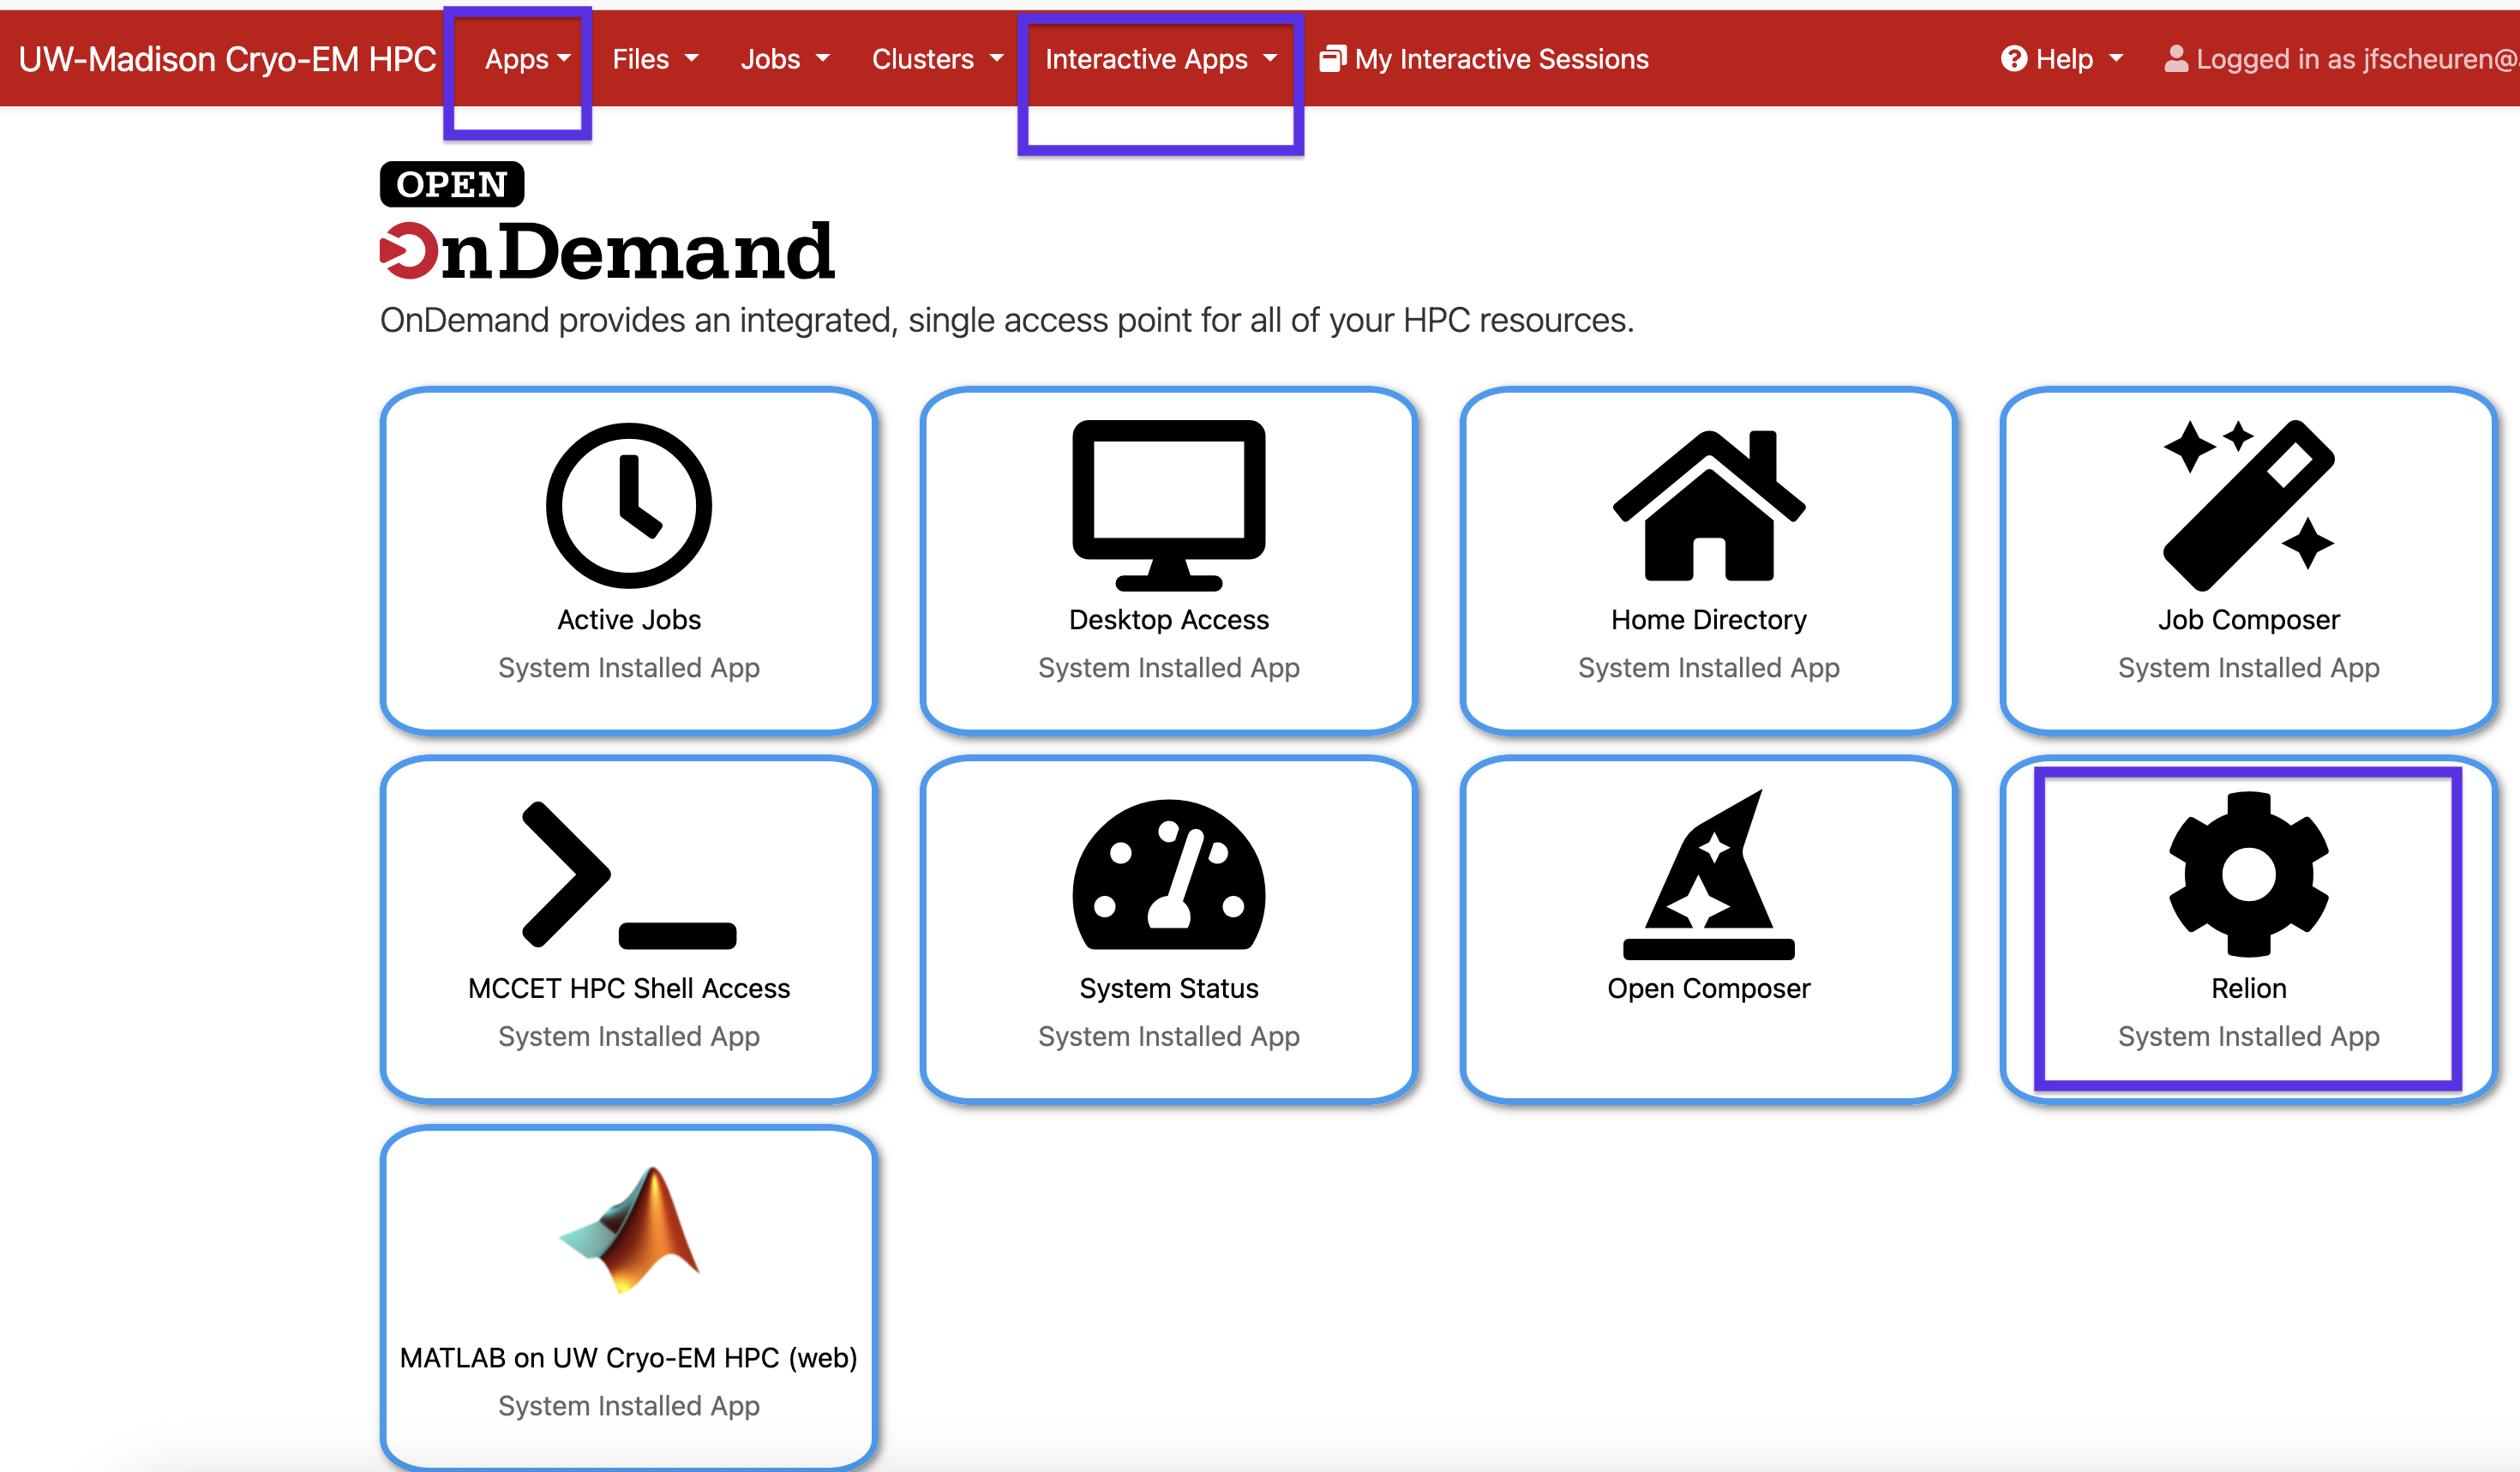 UW-Madison Cryo-EM HPC Apps Files Jobs Clusters Interactive Apps My Interactive Sessions Help Logged in as jfscheuren@
OPEN
OnDemand
OnDemand provides an integrated, single access point for all of your HPC resources.
Active Jobs
System Installed App
Desktop Access
System Installed App
Home Directory
System Installed App
Job Composer
System Installed App
MCCET HPC Shell Access
System Installed App
System Status
System Installed App
Open Composer
Relion
System Installed App
MATLAB on UW Cryo-EM HPC (web)
System Installed App